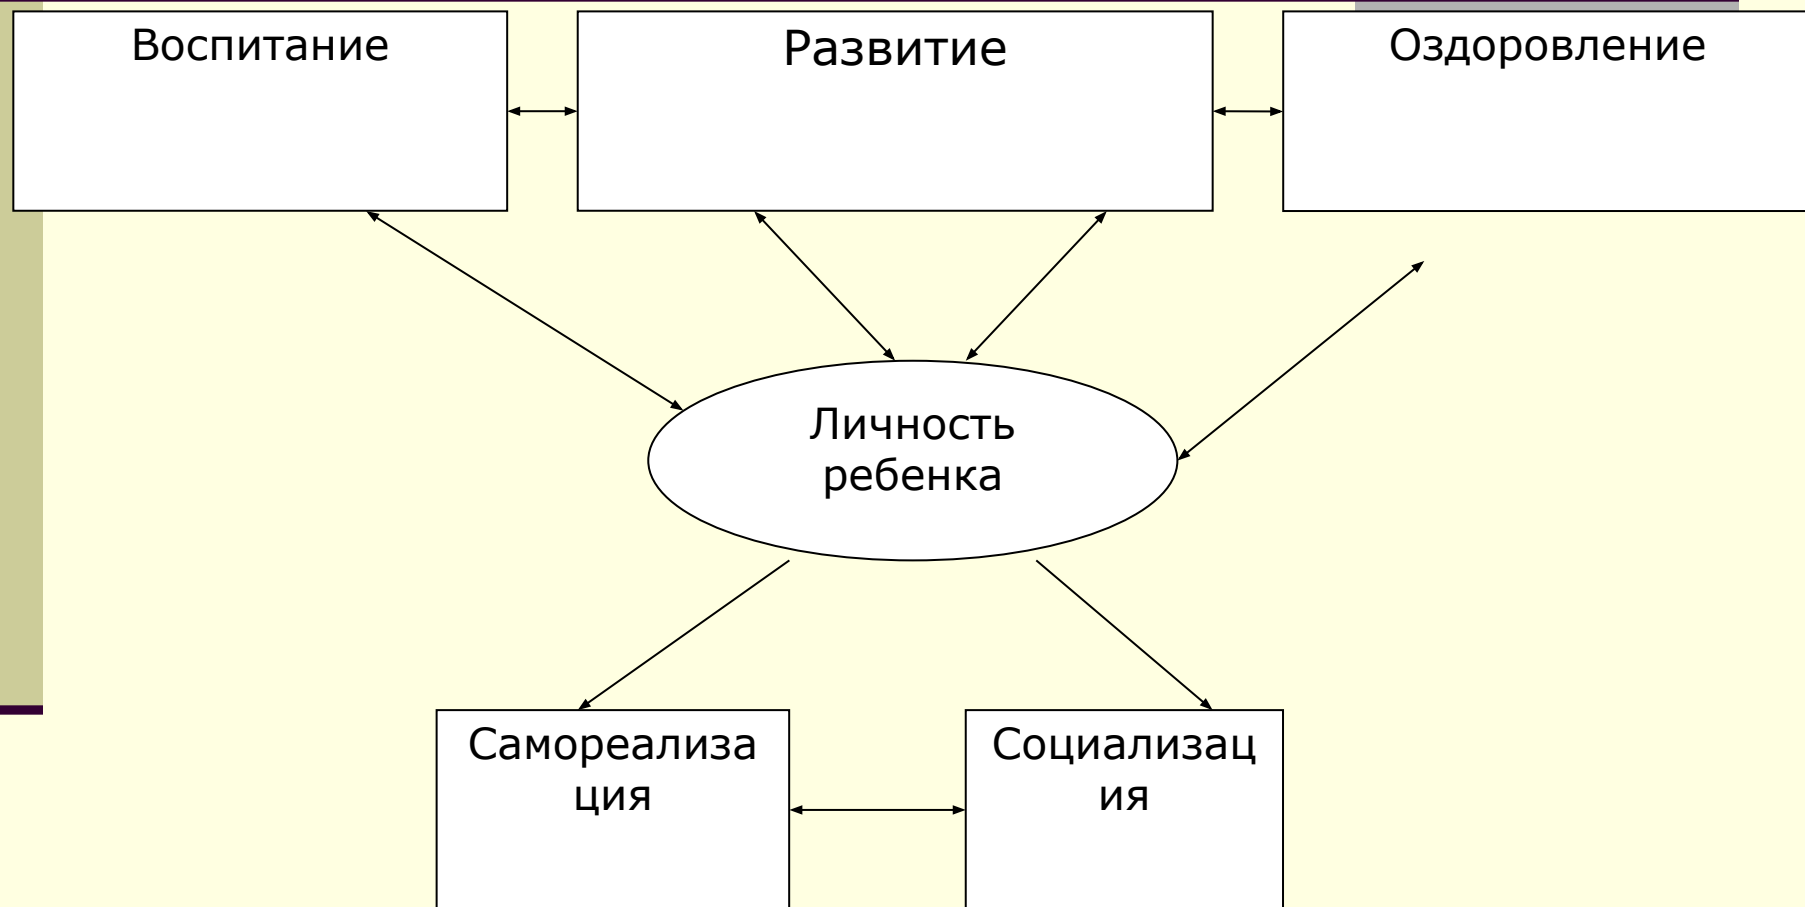 Воспитание
Развитие
Оздоровление
Личность
ребенка
Самореализа
ция
Социализац
ия